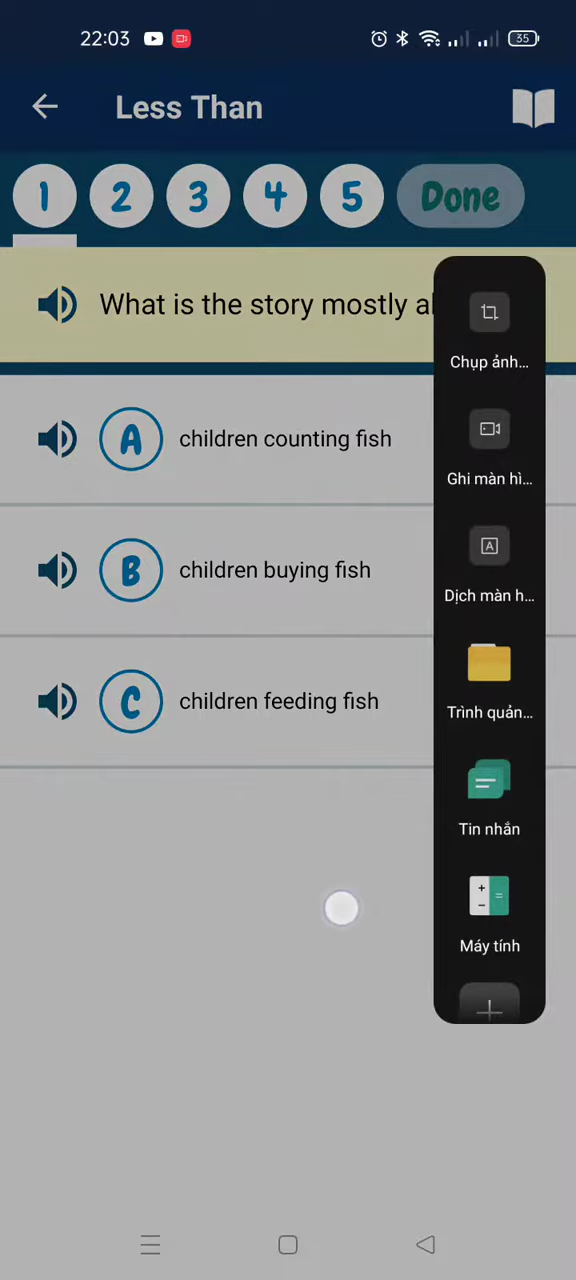 22:03
35
Less Than
1 2 3 4 5 Done
What is the story mostly
A children counting fish
B children buying fish
C children feeding fish
Chụp ảnh...
Ghi màn hì...
A
Dịch màn h...
Trình quản...
Tin nhắn
Máy tính